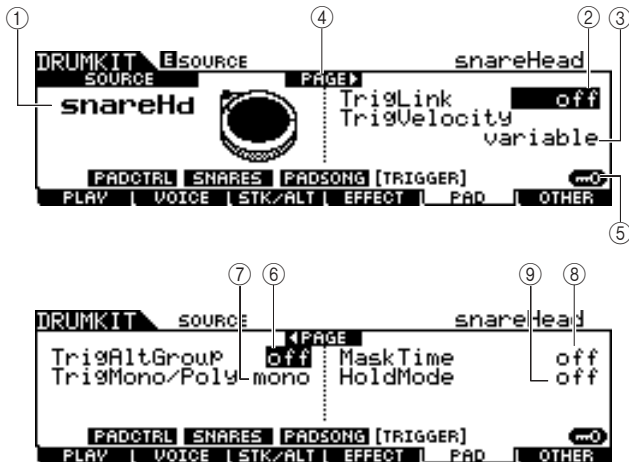 ① ④ ② ③
DRUMKIT E SOURCE snareHead
SOURCE PAGE▶
snareHd TrigLink off
TrigVelocity
variable
PADCTRL SNARES PADSONG [TRIGGER]
PLAY VOICE STK/ALT EFFECT PAD OTHER
⑤
⑦ ⑥ ⑨ ⑧
DRUMKIT SOURCE snareHead
◀PAGE
TrigAltGroup off MaskTime off
TrigMono/Poly mono HoldMode off
PADCTRL SNARES PADSONG [TRIGGER]
PLAY VOICE STK/ALT EFFECT PAD OTHER